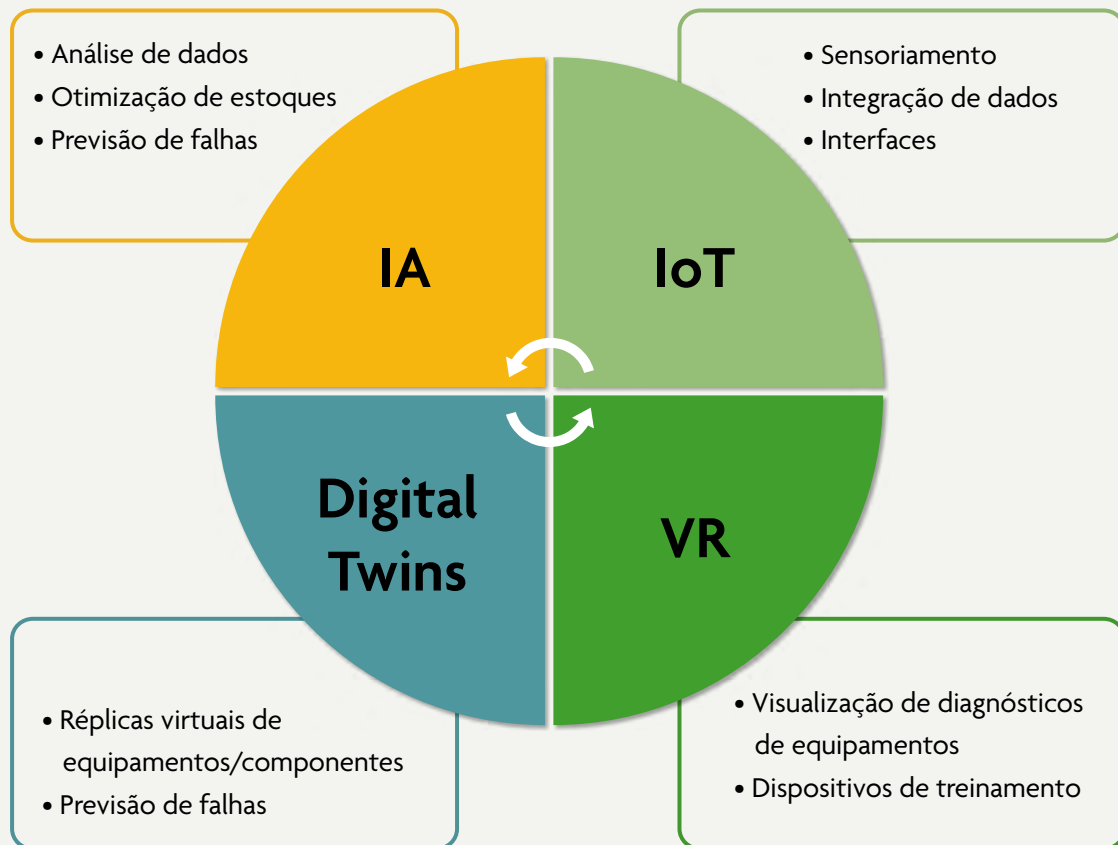 • Análise de dados
• Otimização de estoques
• Previsão de falhas
• Sensoriamento
• Integração de dados
• Interfaces
IA
IoT
Digital
Twins
VR
• Réplicas virtuais de
equipamentos/componentes
• Previsão de falhas
• Visualização de diagnósticos
de equipamentos
• Dispositivos de treinamento